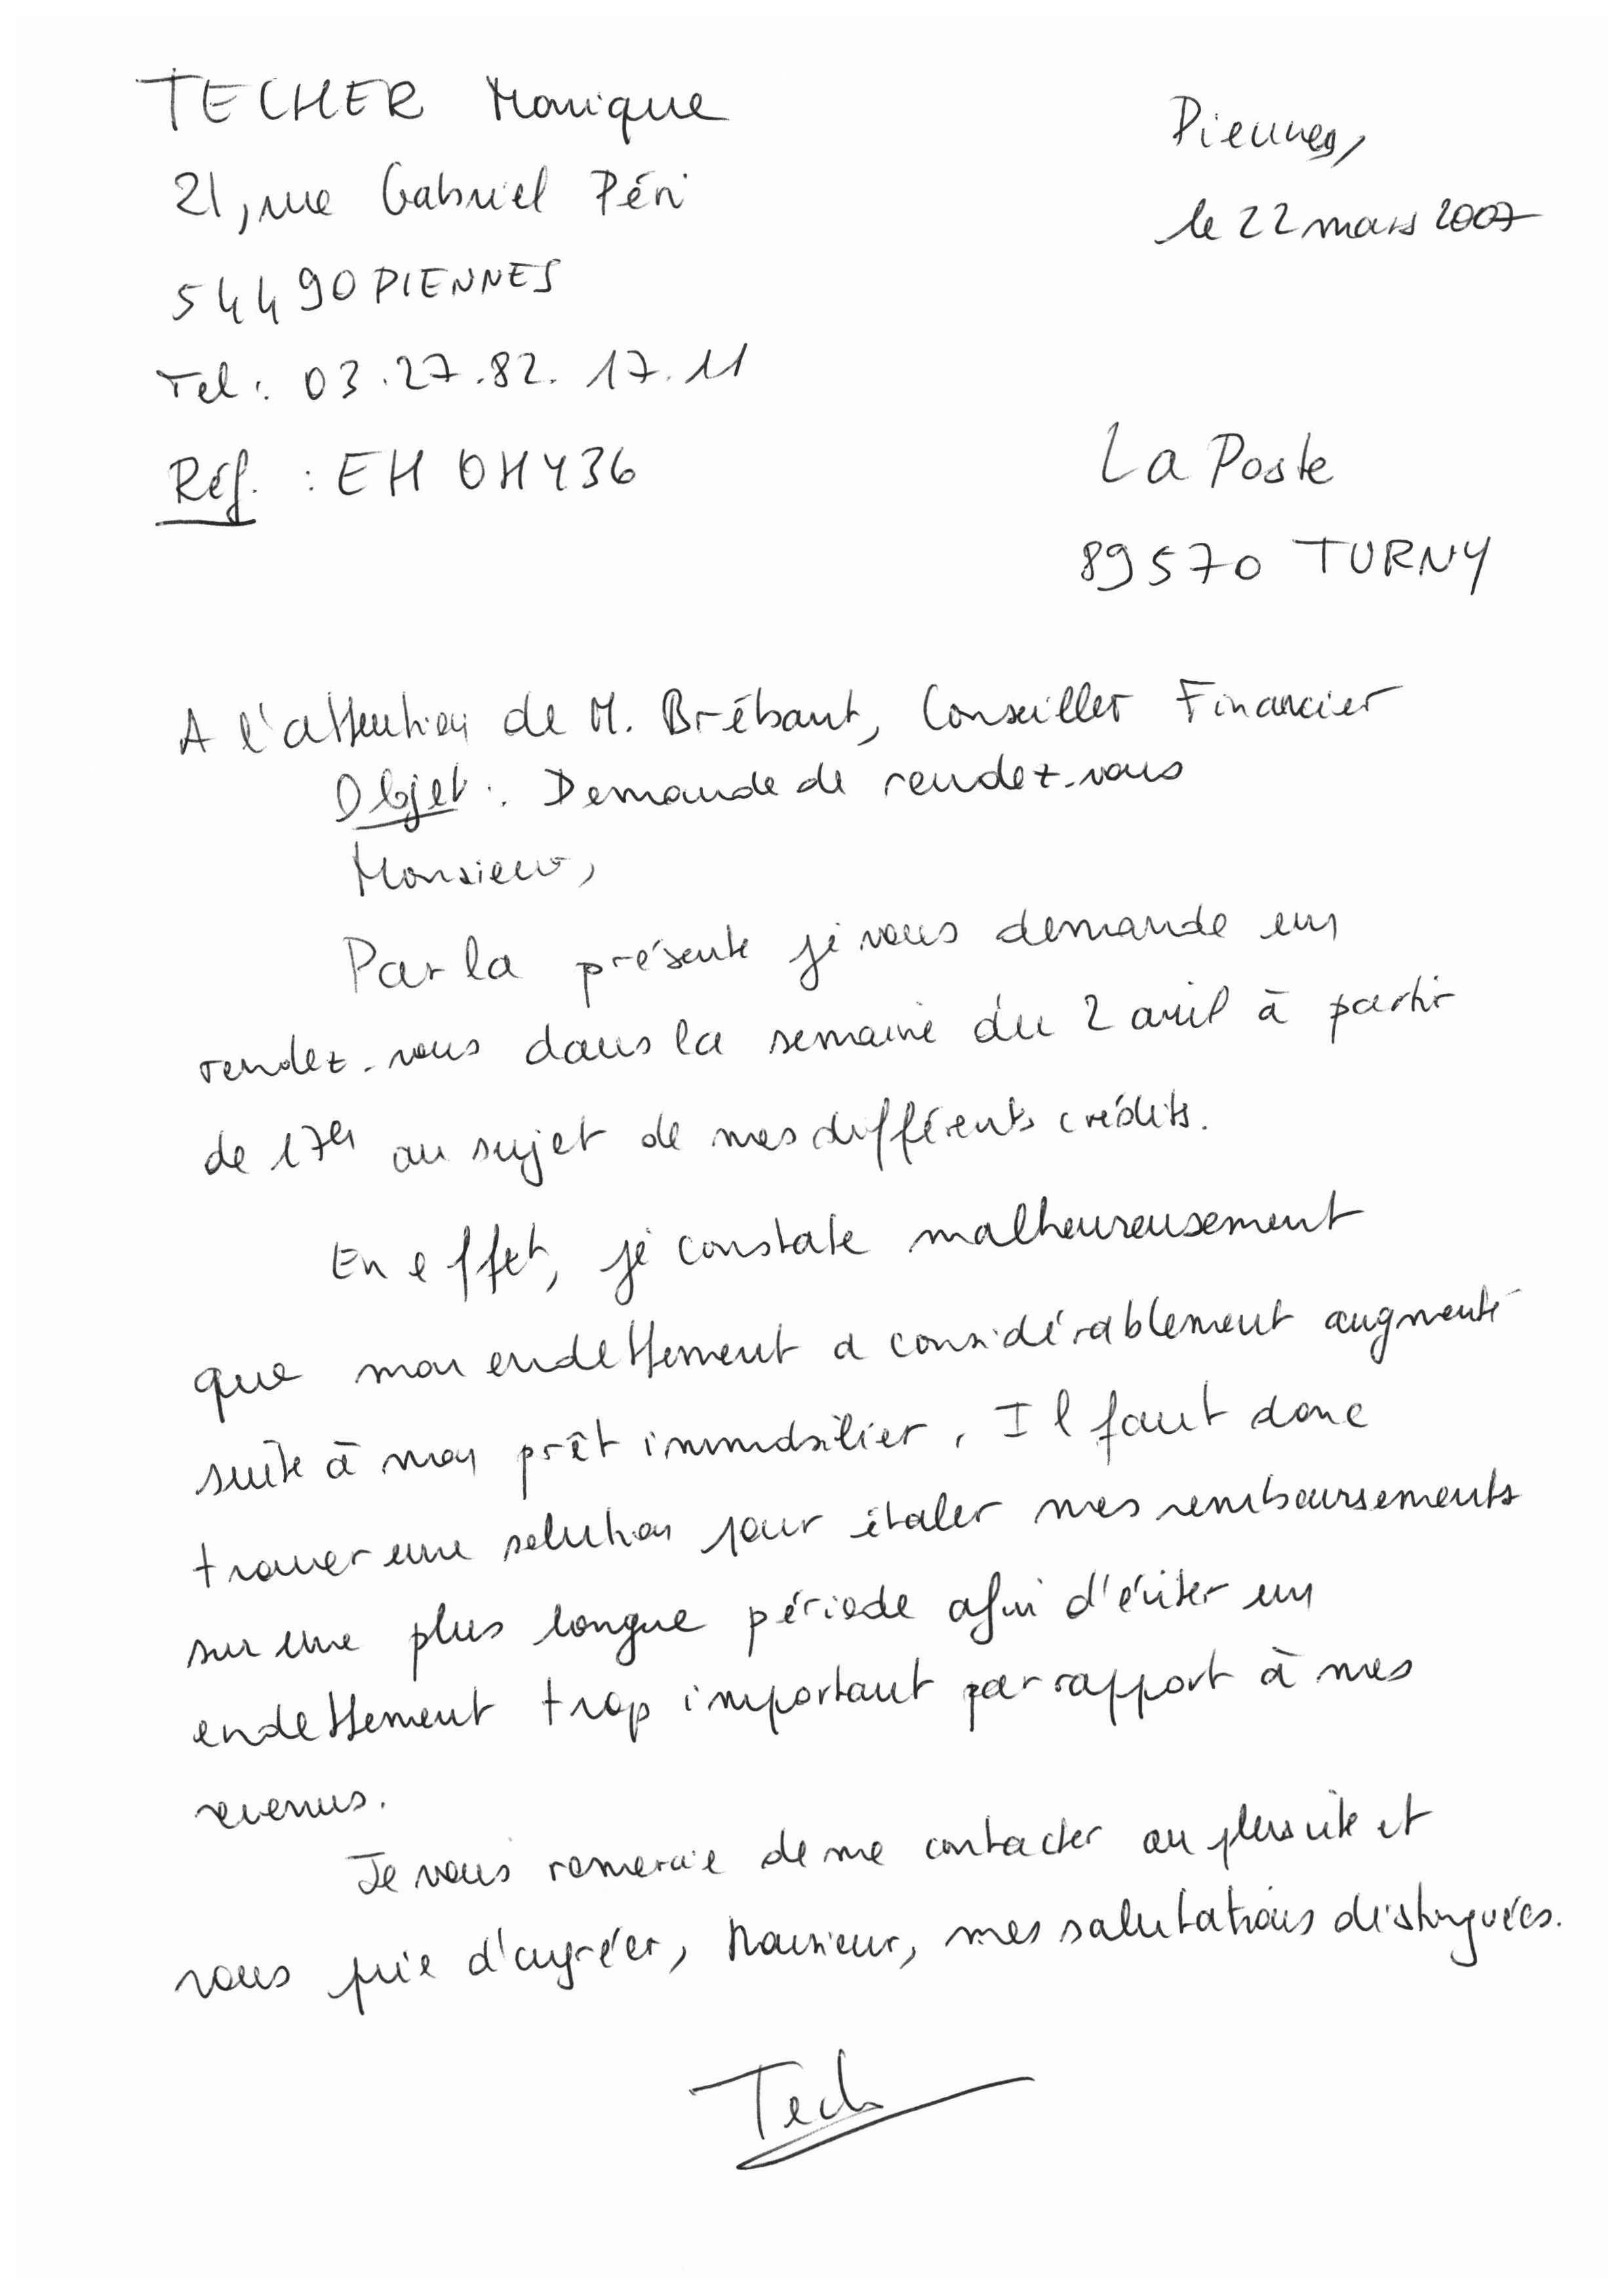 TECHER Monique
21, rue Gabriel Péri
54490 PIENNES
Tel : 03.27.82.17.11
Réf. : EHOHY36
Piennes,
le 22 mars 2007
La Poste
89570 TURNY
A l'attention de M. Brébant, Conseiller Financier
Objet : Demande de rendez-vous
Monsieur,
Par la présente je vous demande un
rendez-vous dans la semaine du 2 avril à partir
de 17H au sujet de mes différents crédits.
En effet, je constate malheureusement
que mon endettement a considérablement augmenté
suite à mon prêt immobilier. Il faut donc
trouver une solution pour étaler mes remboursements
sur une plus longue période afin d'éviter un
endettement trop important par rapport à mes
revenus.
Je vous remercie de me contacter au plus vite et
vous prie d'agréer, Monsieur, mes salutations distinguées.
Tech